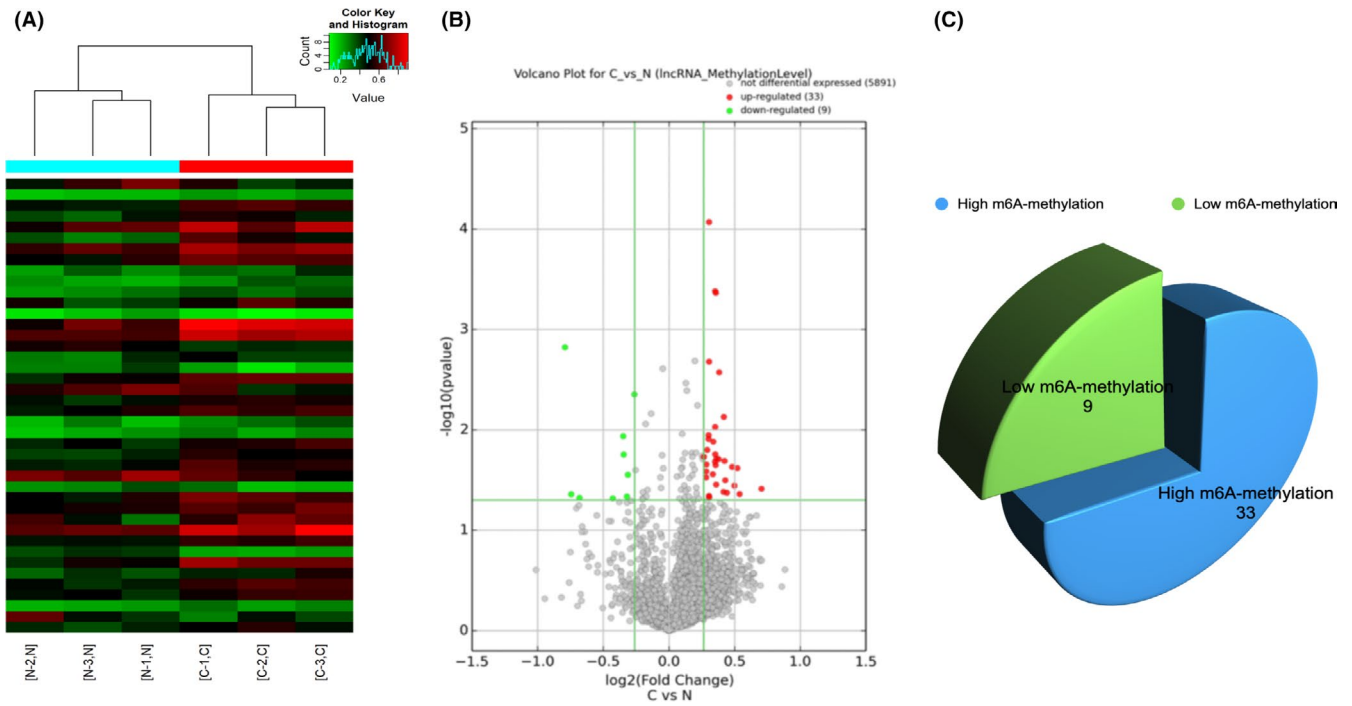 (A)
Color Key
and Histogram
Count
0 4 8
0.2 0.6
Value
[N-2,N]
[N-3,N]
[N-1,N]
[C-1,C]
[C-2,C]
[C-3,C]
(B)
Volcano Plot for C_vs_N (lncRNA_MethylationLevel)
not differential expressed (5891)
up-regulated (33)
down-regulated (9)
-log10(pvalue)
5
4
3
2
1
0
−1.5 −1.0 −0.5 0.0 0.5 1.0 1.5
log2(Fold Change)
C vs N
(C)
High m6A-methylation
Low m6A-methylation
Low m6A-methylation
9
High m6A-methylation
33